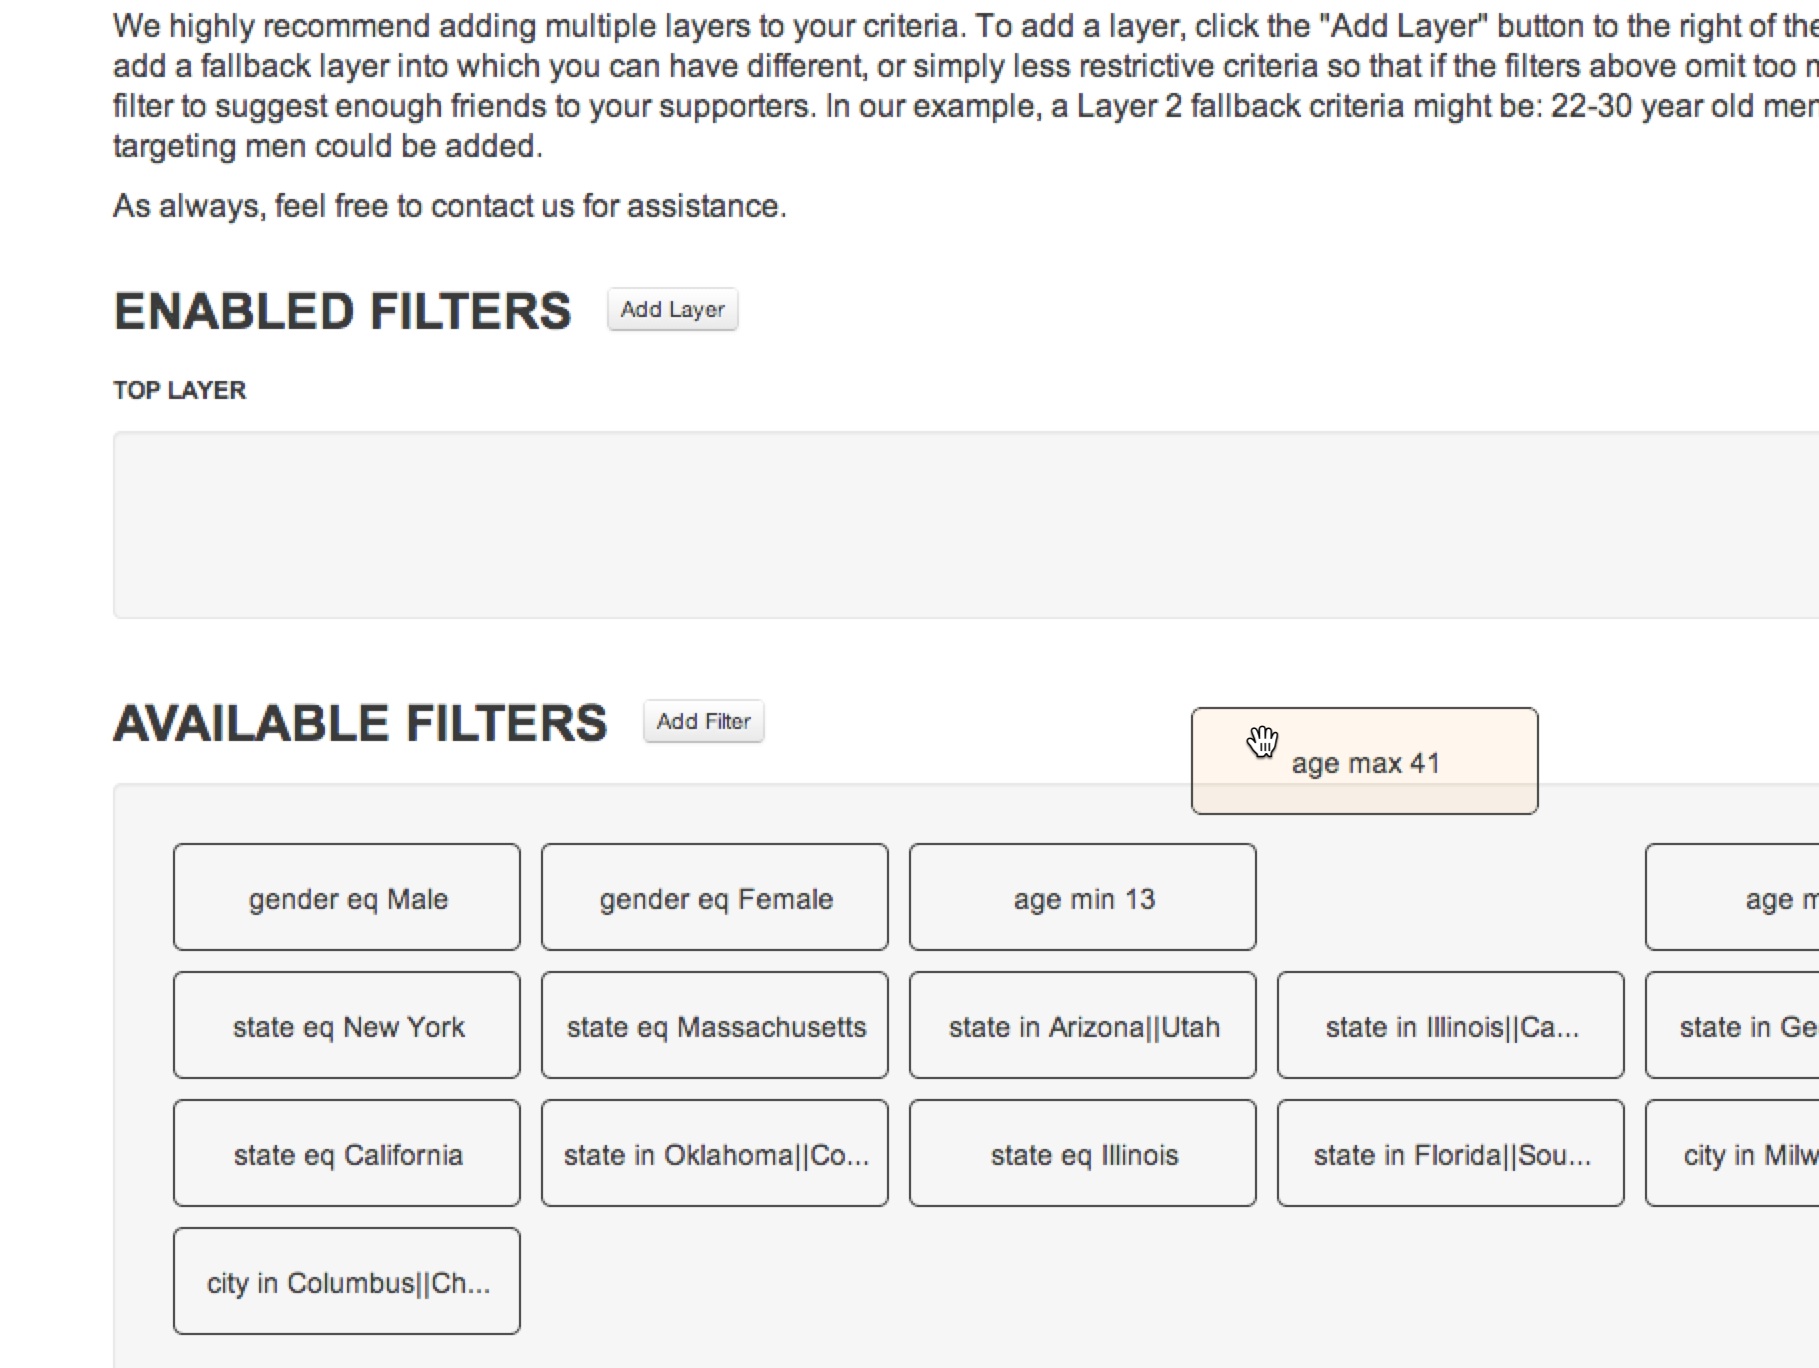 We highly recommend adding multiple layers to your criteria. To add a layer, click the "Add Layer" button to the right of the
add a fallback layer into which you can have different, or simply less restrictive criteria so that if the filters above omit too
filter to suggest enough friends to your supporters. In our example, a Layer 2 fallback criteria might be: 22-30 year old men
targeting men could be added.
As always, feel free to contact us for assistance.
ENABLED FILTERS Add Layer
TOP LAYER
AVAILABLE FILTERS Add Filter
age max 41
gender eq Male gender eq Female age min 13 age
state eq New York state eq Massachusetts state in Arizona||Utah state in Illinois||Ca... state in Ge
state eq California state in Oklahoma||Co... state eq Illinois state in Florida||Sou... city in Milw
city in Columbus||Ch...